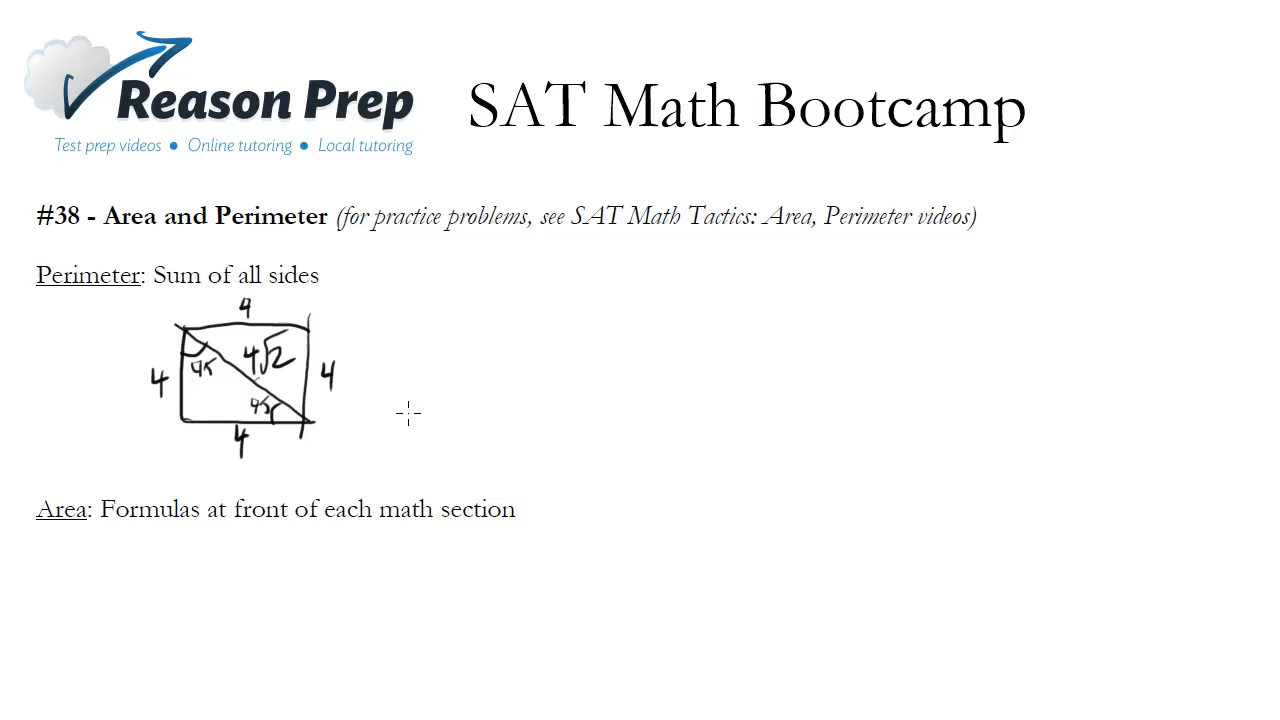 Reason Prep
Test prep videos ● Online tutoring ● Local tutoring
SAT Math Bootcamp
#38 - Area and Perimeter (for practice problems, see SAT Math Tactics: Area, Perimeter videos)
Perimeter: Sum of all sides
4
45
4√2
4
4
45
4
Area: Formulas at front of each math section